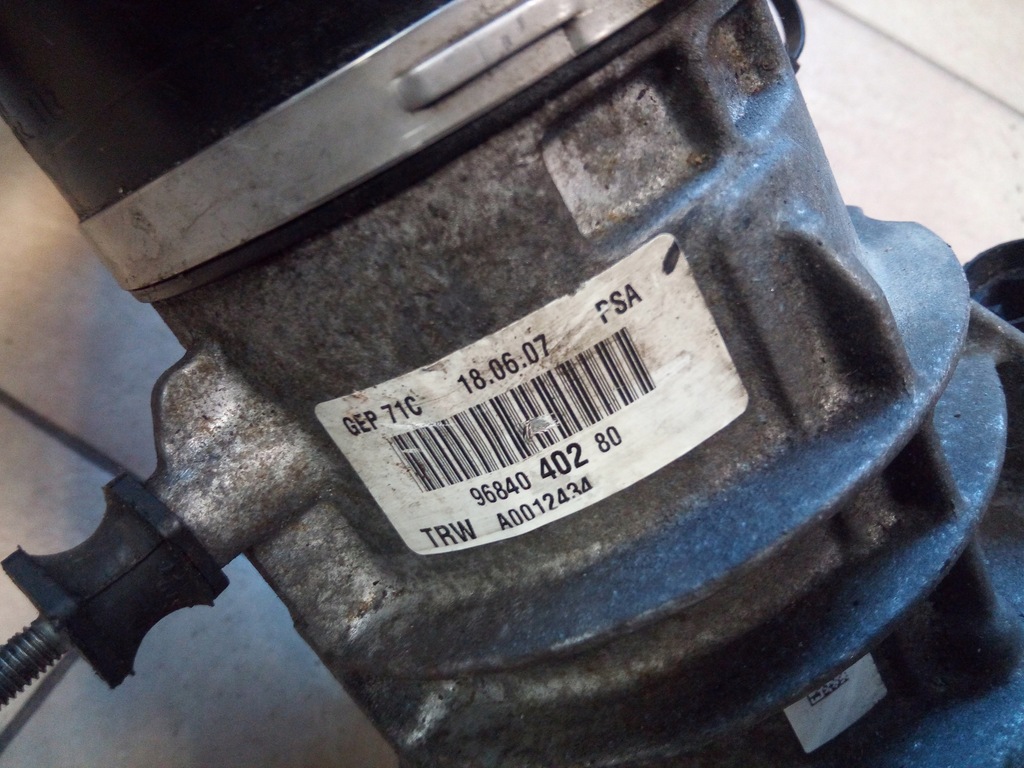 GEP 71C 18.06.07 PSA
96840 402 80
TRW A0012434